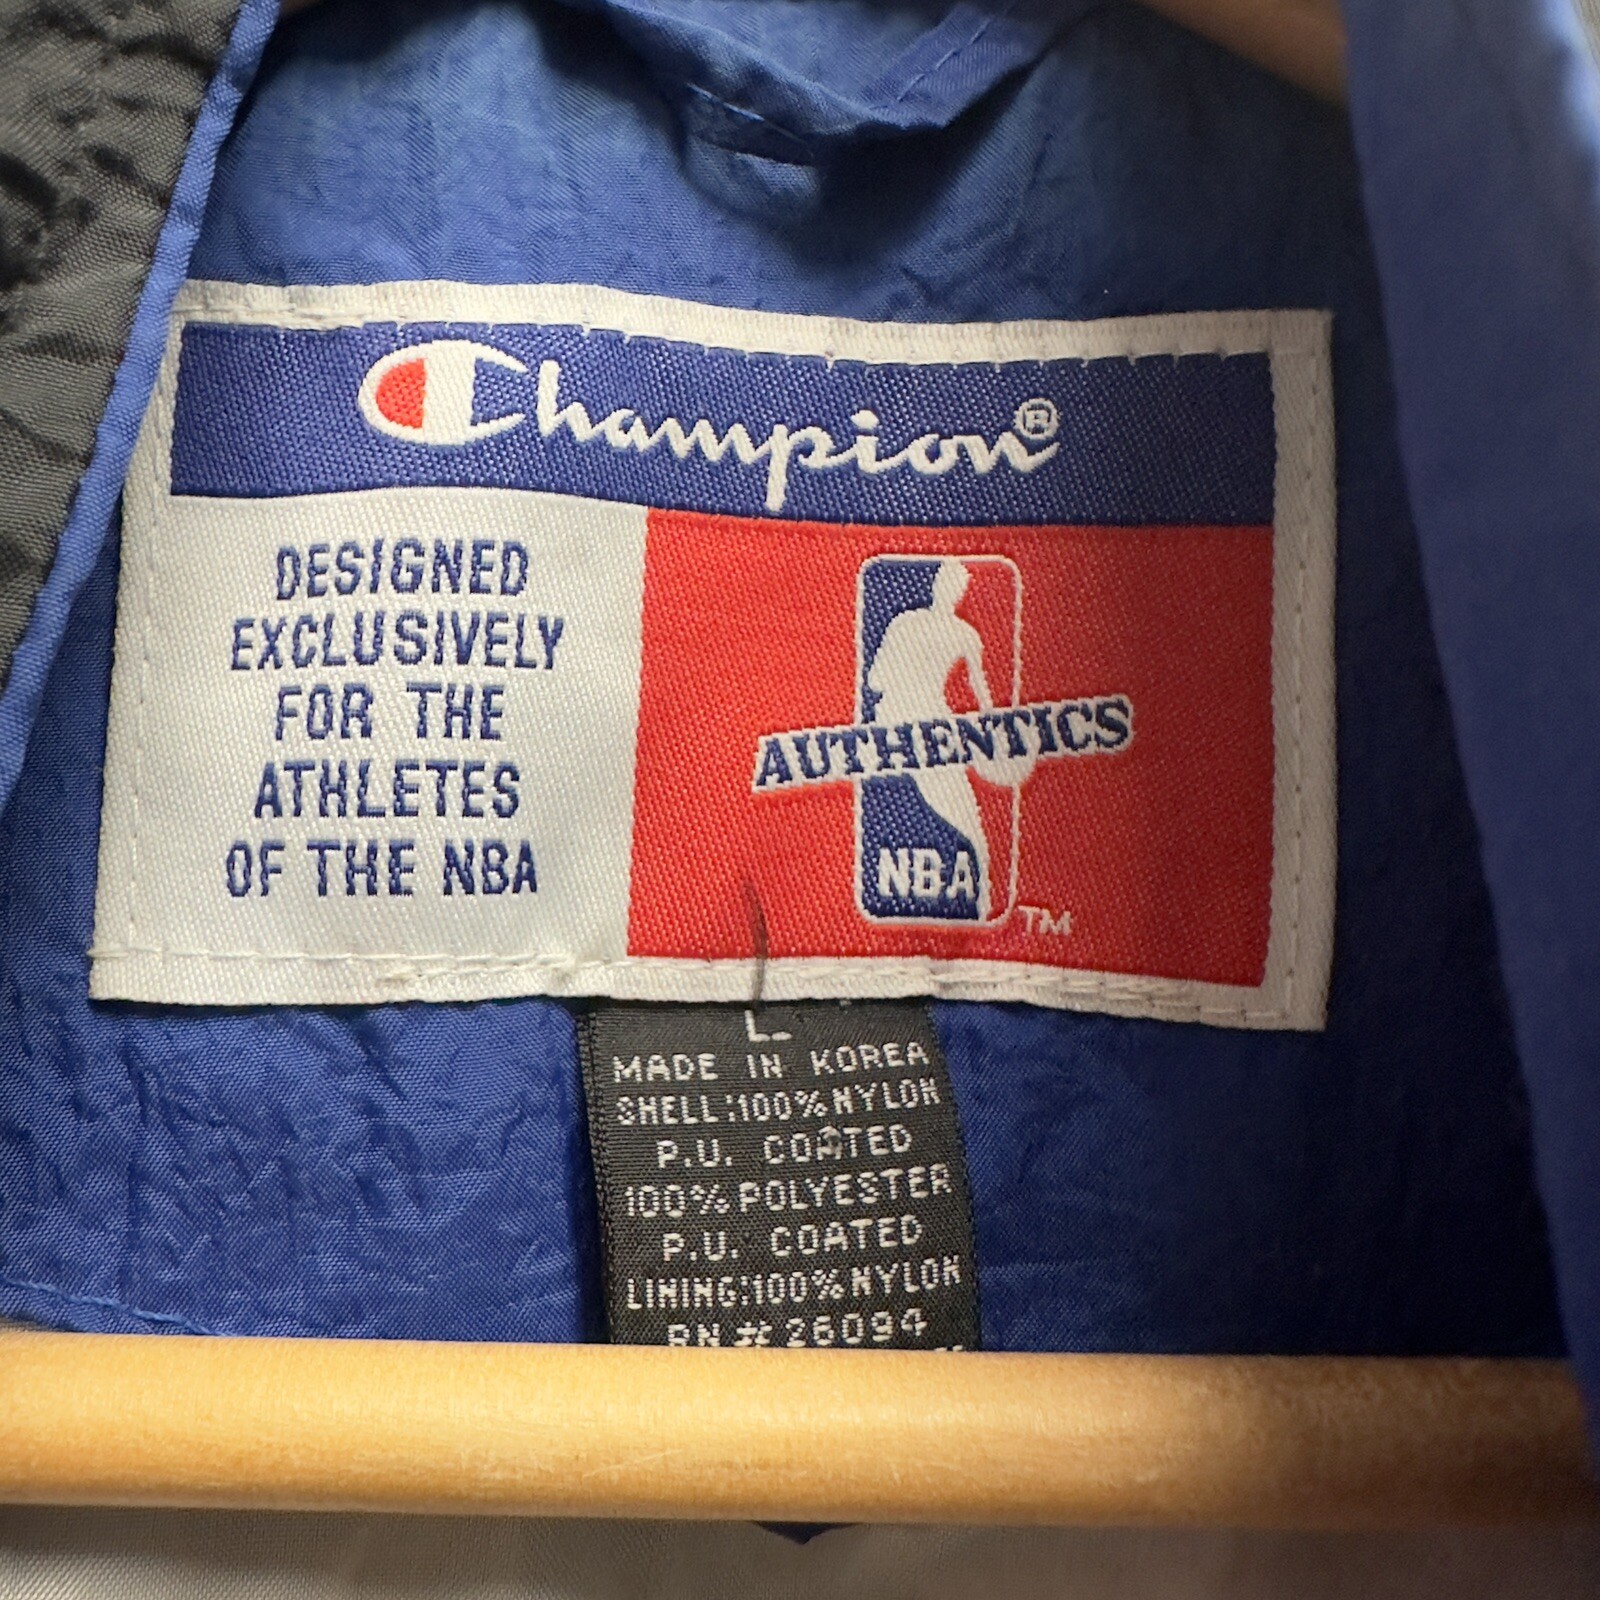 Champion®
DESIGNED
EXCLUSIVELY
FOR THE
ATHLETES
OF THE NBA
AUTHENTICS
NBA
TM
L
MADE IN KOREA
SHELL:100% NYLON
P.U. COATED
100% POLYESTER
P.U. COATED
LINING:100% NYLON
RN # 26094